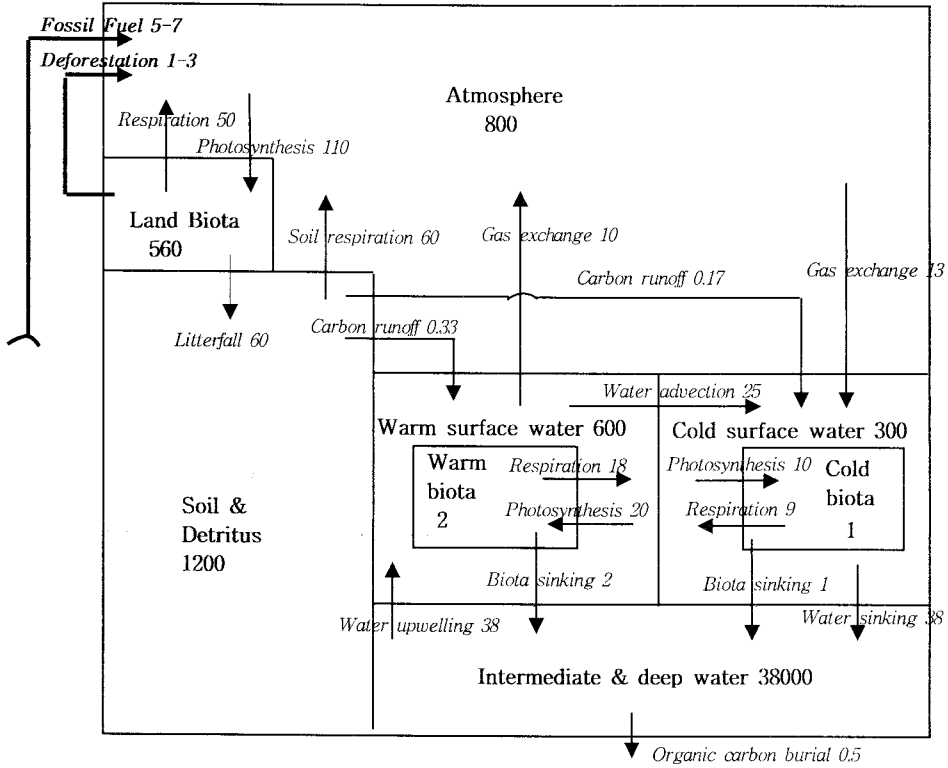 Fossil Fuel 5-7
Deforestation 1-3
Atmosphere
800
Respiration 50
Photosynthesis 110
Land Biota
560
Soil respiration 60
Gas exchange 10
Gas exchange 13
Carbon runoff 0.17
Litterfall 60
Carbon runoff 0.33
Water advection 25
Warm surface water 600
Cold surface water 300
Warm
biota
2
Respiration 18
Photosynthesis 20
Photosynthesis 10
Respiration 9
Cold
biota
1
Soil &
Detritus
1200
Biota sinking 2
Biota sinking 1
Water upwelling 38
Water sinking 38
Intermediate & deep water 38000
Organic carbon burial 0.5